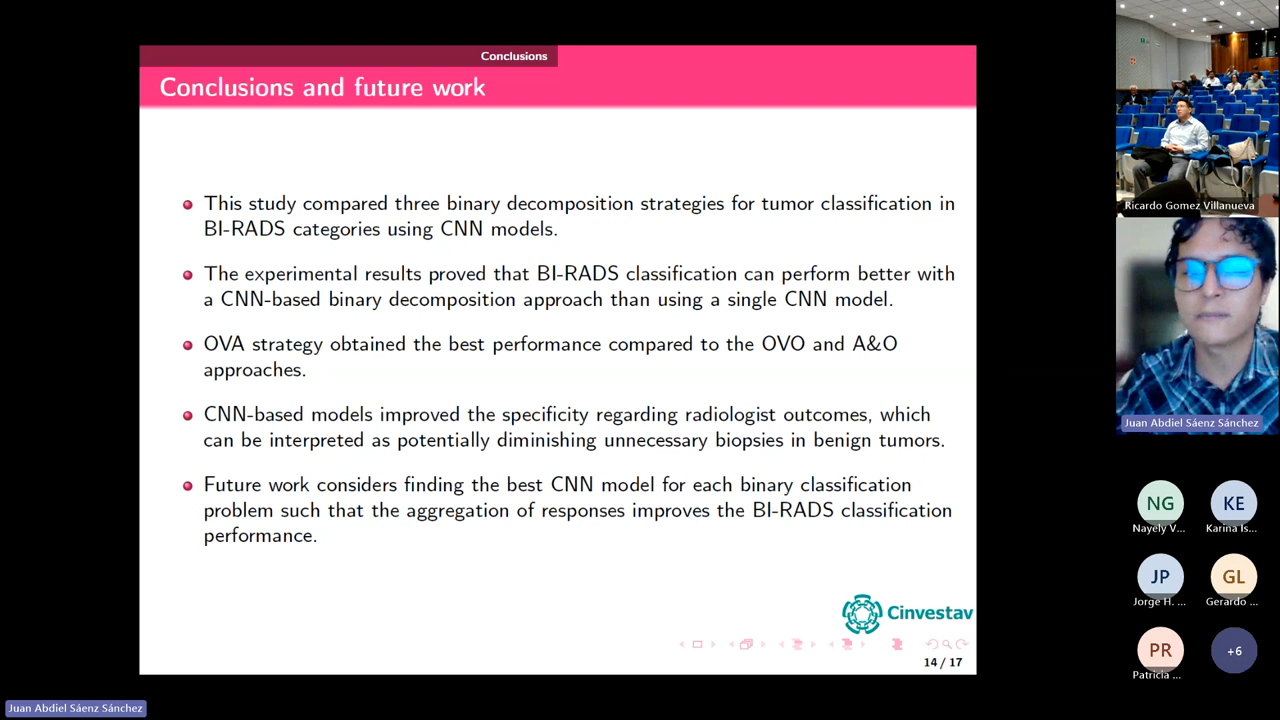 Conclusions
Conclusions and future work
This study compared three binary decomposition strategies for tumor classification in
BI-RADS categories using CNN models.
The experimental results proved that BI-RADS classification can perform better with
a CNN-based binary decomposition approach than using a single CNN model.
OVA strategy obtained the best performance compared to the OVO and A&O
approaches.
CNN-based models improved the specificity regarding radiologist outcomes, which
can be interpreted as potentially diminishing unnecessary biopsies in benign tumors.
Future work considers finding the best CNN model for each binary classification
problem such that the aggregation of responses improves the BI-RADS classification
performance.
Cinvestav
14 / 17
Ricardo Gomez Villanueva
Juan Abdiel Sáenz Sánchez
NG
KE
Nayely V...
Karina Is...
JP
GL
Jorge H. ...
Gerardo ...
PR
+6
Patricia ...
Juan Abdiel Sáenz Sánchez